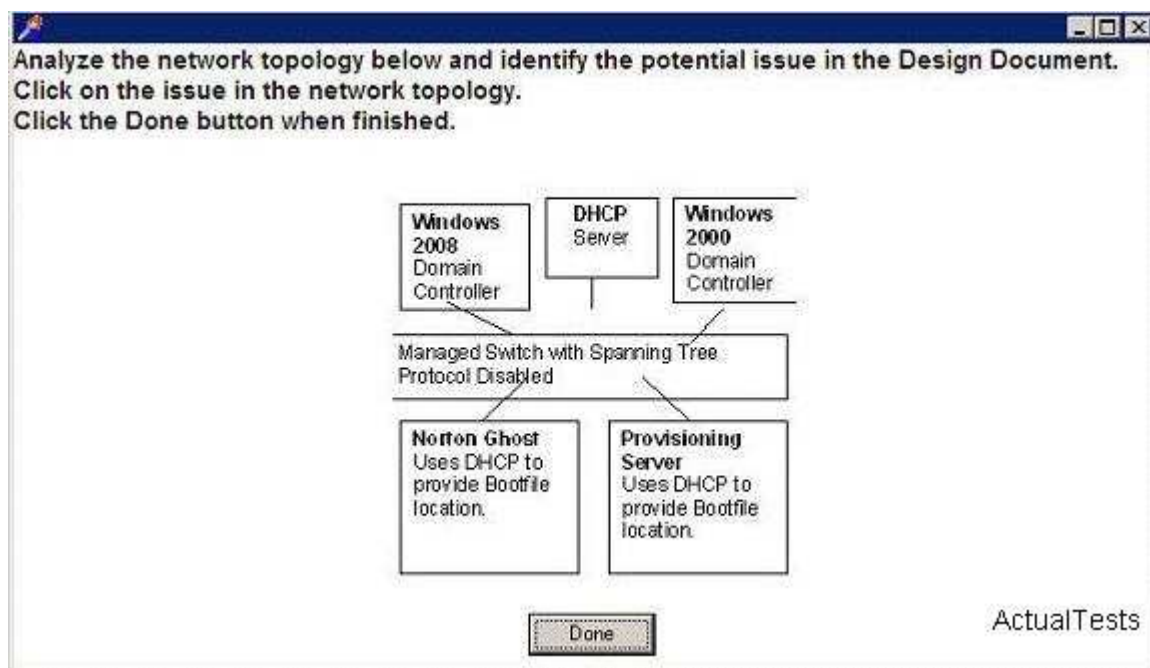 Analyze the network topology below and identify the potential issue in the Design Document.
Click on the issue in the network topology.
Click the Done button when finished.
Windows
2008
Domain
Controller
DHCP
Server
Windows
2000
Domain
Controller
Managed Switch with Spanning Tree
Protocol Disabled
Norton Ghost
Uses DHCP to
provide Bootfile
location.
Provisioning
Server
Uses DHCP to
provide Bootfile
location.
Done
ActualTests